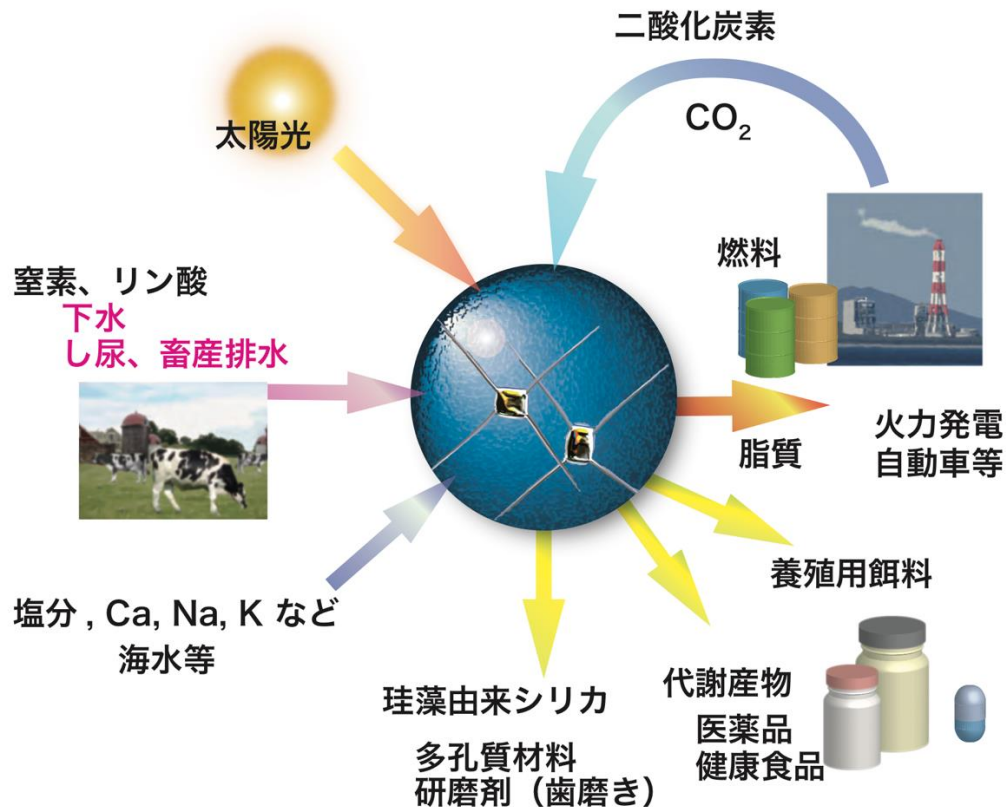 二酸化炭素
CO₂
太陽光
燃料
窒素、リン酸
下水
し尿、畜産排水
脂質
火力発電
自動車等
塩分 , Ca, Na, K など
海水等
養殖用餌料
代謝産物
医薬品
健康食品
珪藻由来シリカ
多孔質材料
研磨剤（歯磨き）